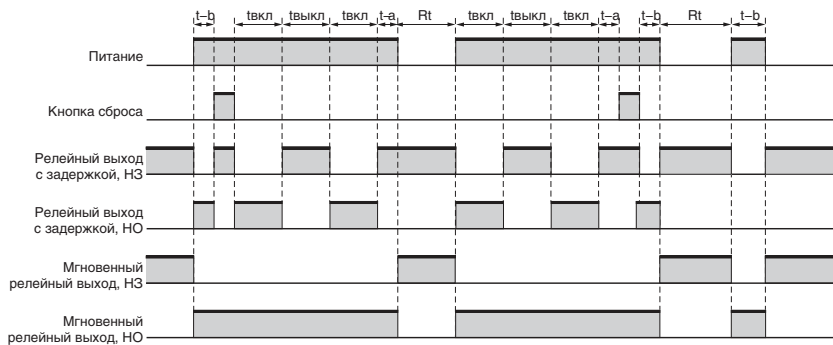 t–b tвкл tвыкл tвкл t–a Rt tвкл tвыкл tвкл t–a t–b Rt t–b
Питание
Кнопка сброса
Релейный выход
с задержкой, НЗ
Релейный выход
с задержкой, НО
Мгновенный
релейный выход, НЗ
Мгновенный
релейный выход, НО